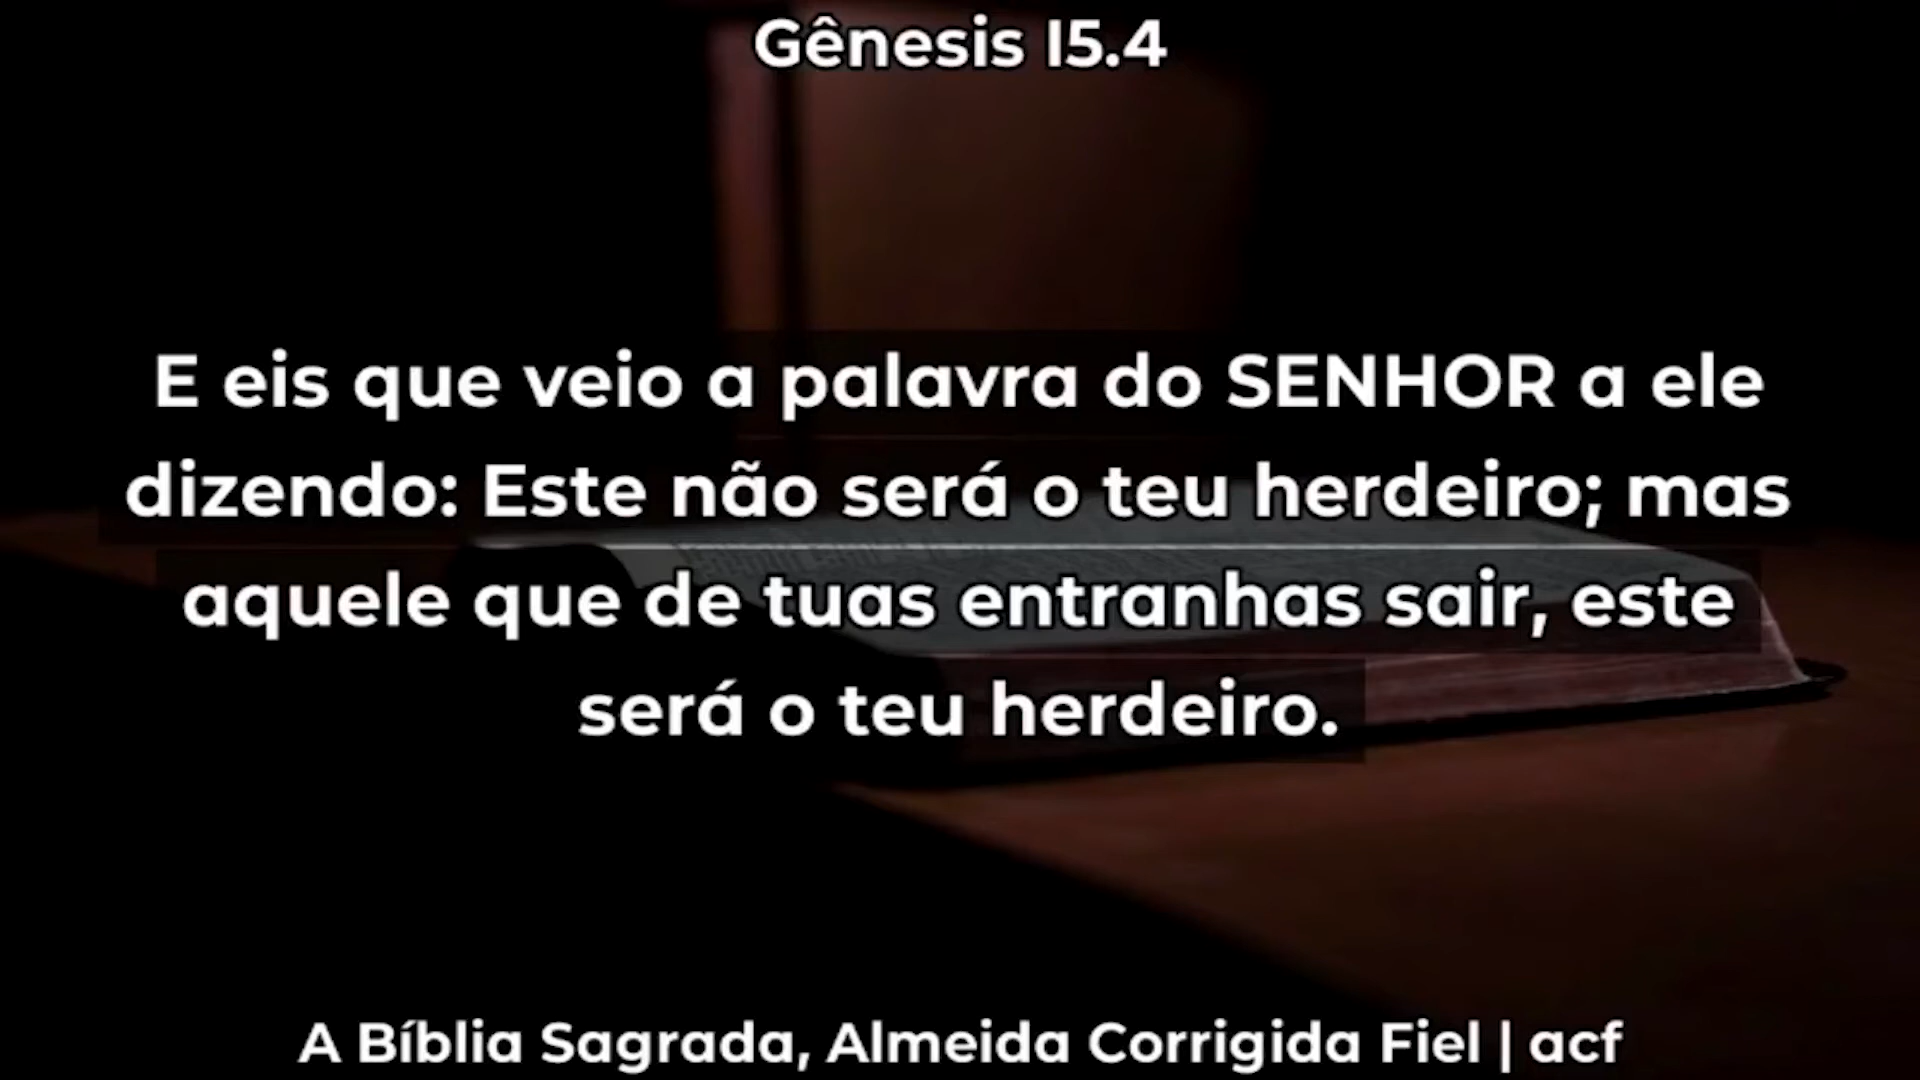 Gênesis I5.4
E eis que veio a palavra do SENHOR a ele
dizendo: Este não será o teu herdeiro; mas
aquele que de tuas entranhas sair, este
será o teu herdeiro.
A Bíblia Sagrada, Almeida Corrigida Fiel | acf